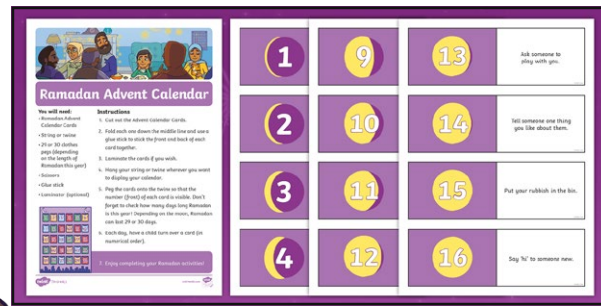 Ramadan Advent Calendar
You will need:
• Ramadan Advent
Calendar Cards
• String or twine
• 29 or 30 clothes
pegs (depending
on the length of
Ramadan this year)
• Scissors
• Glue stick
• Laminator (optional)
Instructions
1. Cut out the Advent Calendar Cards.
2. Fold each one down the middle line and use a
glue stick to stick the front and back of each
card together.
3. Laminate the cards if you wish.
4. Hang your string or twine wherever you want
to display your calendar.
5. Peg the cards onto the twine so that the
number (front) of each card is visible. Don't
forget to check how many days long Ramadan
is this year! Depending on the moon, Ramadan
can last 29 or 30 days.
6. Each day, have a child turn over a card (in
numerical order).
7. Enjoy completing your Ramadan activities!
1
2
3
4
9
10
11
12
13
Ask someone to
play with you.
14
Tell someone one thing
you like about them.
15
Put your rubbish in the bin.
16
Say 'hi' to someone new.